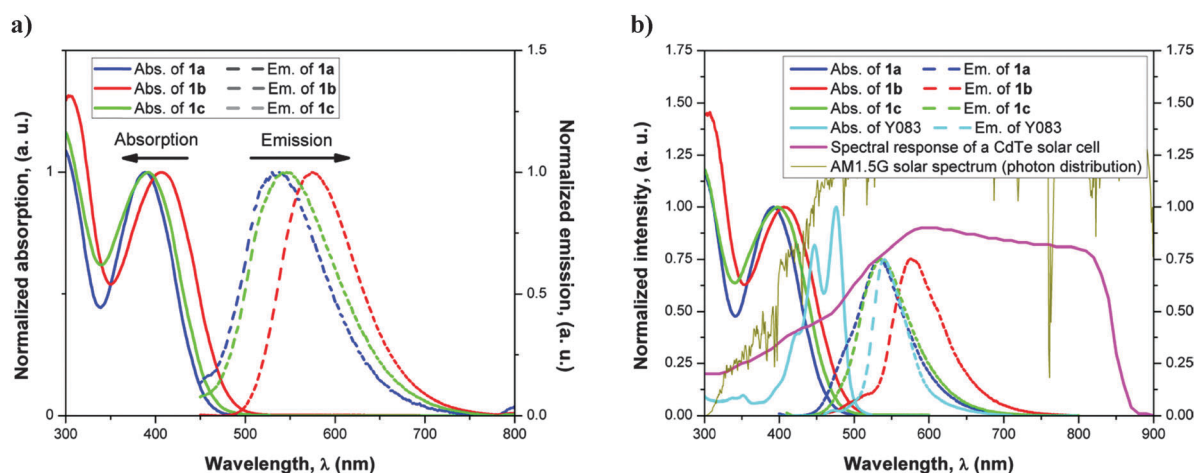 a)
Abs. of 1a Em. of 1a
Abs. of 1b Em. of 1b
Abs. of 1c Em. of 1c
Absorption Emission
Normalized absorption, (a. u.)
1
0
300 400 500 600 700 800
Wavelength, λ (nm)
1.5
1.0
0.5
0.0
Normalized emission, (a. u.)
b)
Abs. of 1a Em. of 1a
Abs. of 1b Em. of 1b
Abs. of 1c Em. of 1c
Abs. of Y083 Em. of Y083
Spectral response of a CdTe solar cell
AM1.5G solar spectrum (photon distribution)
Normalized intensity, (a. u.)
1.75
1.50
1.25
1.00
0.75
0.50
0.25
0.00
300 400 500 600 700 800 900
Wavelength, λ (nm)
1.75
1.50
1.25
1.00
0.75
0.50
0.25
0.00